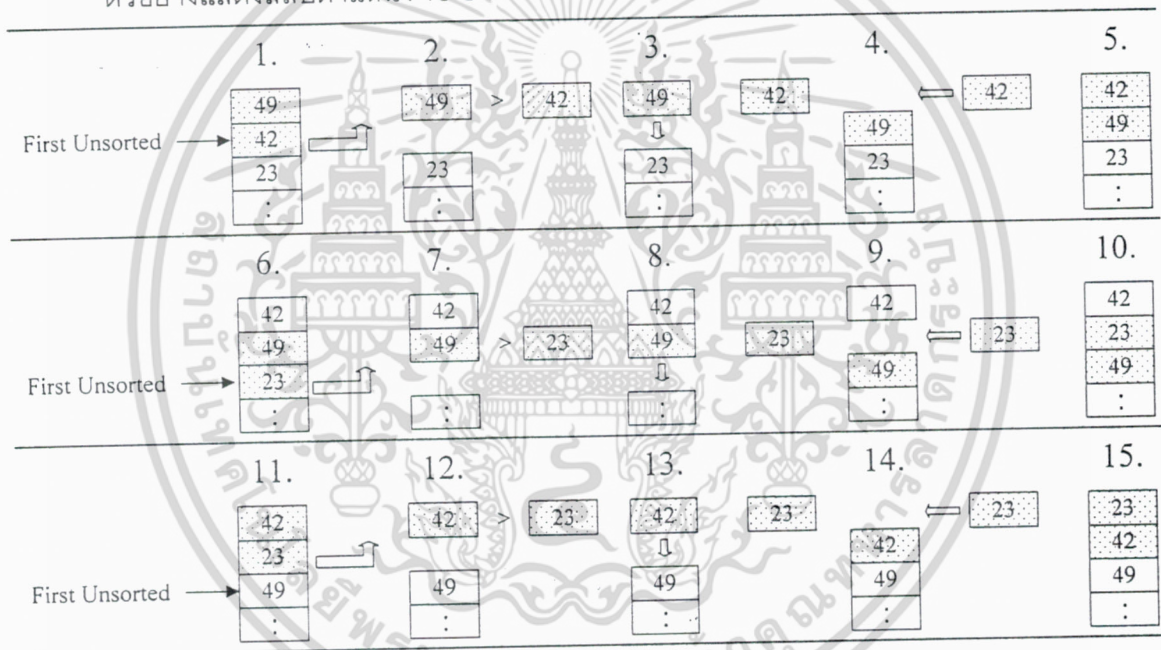 1. 2. 3. 4. 5.
49 49 > 42 49 42 42 42
First Unsorted 42 49 49
23 23 23 23 23
: : : : :
6. 7. 8. 9. 10.
42 42 42 42 42
49 49 > 23 49 23 23 23
First Unsorted 23 49 49
: : : : :
11. 12. 13. 14. 15.
42 42 > 23 42 23 23 23
23 42 42
First Unsorted 49 49 49 49 49
: : : : :